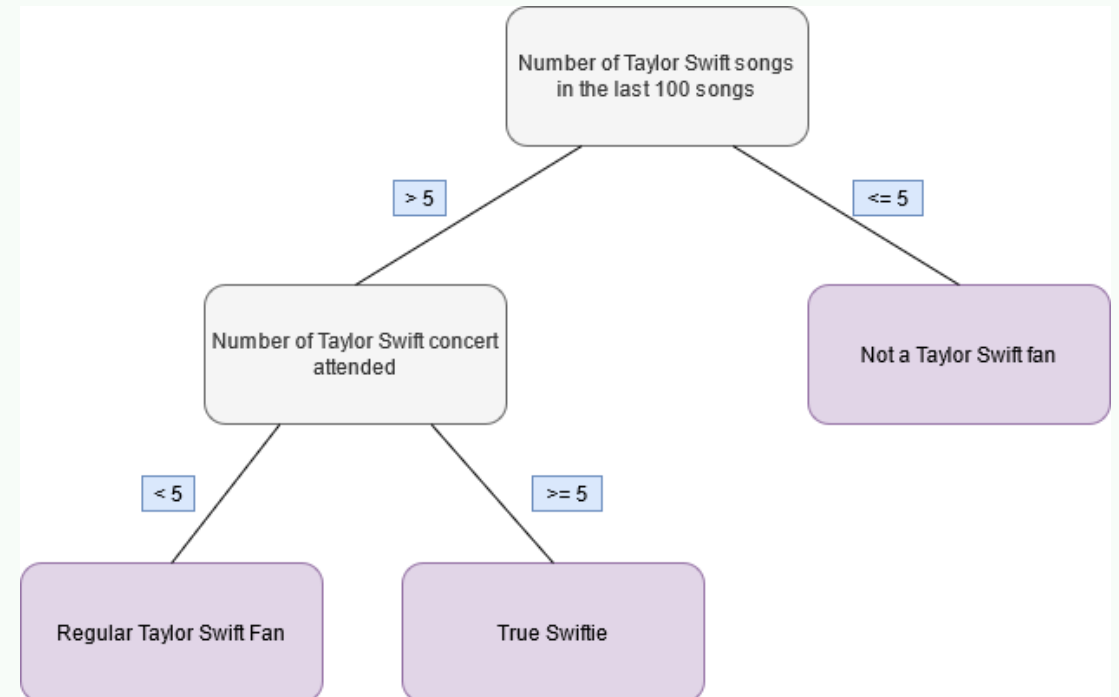 Number of Taylor Swift songs
in the last 100 songs
> 5
<= 5
Number of Taylor Swift concert
attended
Not a Taylor Swift fan
< 5
>= 5
Regular Taylor Swift Fan
True Swiftie